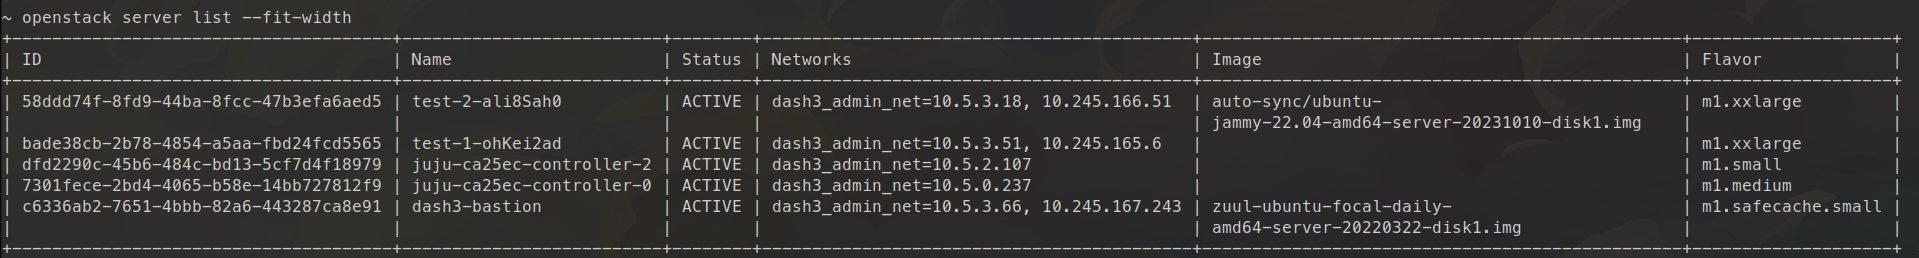 ~ openstack server list --fit-width
+--------------------------------------+--------------------------+--------+-------------------------------------------+------------------------------------------------+--------------------+
| ID                                   | Name                     | Status | Networks                                  | Image                                          | Flavor             |
+--------------------------------------+--------------------------+--------+-------------------------------------------+------------------------------------------------+--------------------+
| 58ddd74f-8fd9-44ba-8fcc-47b3efa6aed5 | test-2-ali8Sah0          | ACTIVE | dash3_admin_net=10.5.3.18, 10.245.166.51  | auto-sync/ubuntu-                              | m1.xxlarge         |
|                                      |                          |        |                                           | jammy-22.04-amd64-server-20231010-disk1.img    |                    |
| bade38cb-2b78-4854-a5aa-fbd24fcd5565 | test-1-ohKei2ad          | ACTIVE | dash3_admin_net=10.5.3.51, 10.245.165.6   |                                                | m1.xxlarge         |
| dfd2290c-45b6-484c-bd13-5cf7d4f18979 | juju-ca25ec-controller-2 | ACTIVE | dash3_admin_net=10.5.2.107                |                                                | m1.small           |
| 7301fece-2bd4-4065-b58e-14bb727812f9 | juju-ca25ec-controller-0 | ACTIVE | dash3_admin_net=10.5.0.237                |                                                | m1.medium          |
| c6336ab2-7651-4bbb-82a6-443287ca8e91 | dash3-bastion            | ACTIVE | dash3_admin_net=10.5.3.66, 10.245.167.243 | zuul-ubuntu-focal-daily-                       | m1.safecache.small |
|                                      |                          |        |                                           | amd64-server-20220322-disk1.img                |                    |
+--------------------------------------+--------------------------+--------+-------------------------------------------+------------------------------------------------+--------------------+